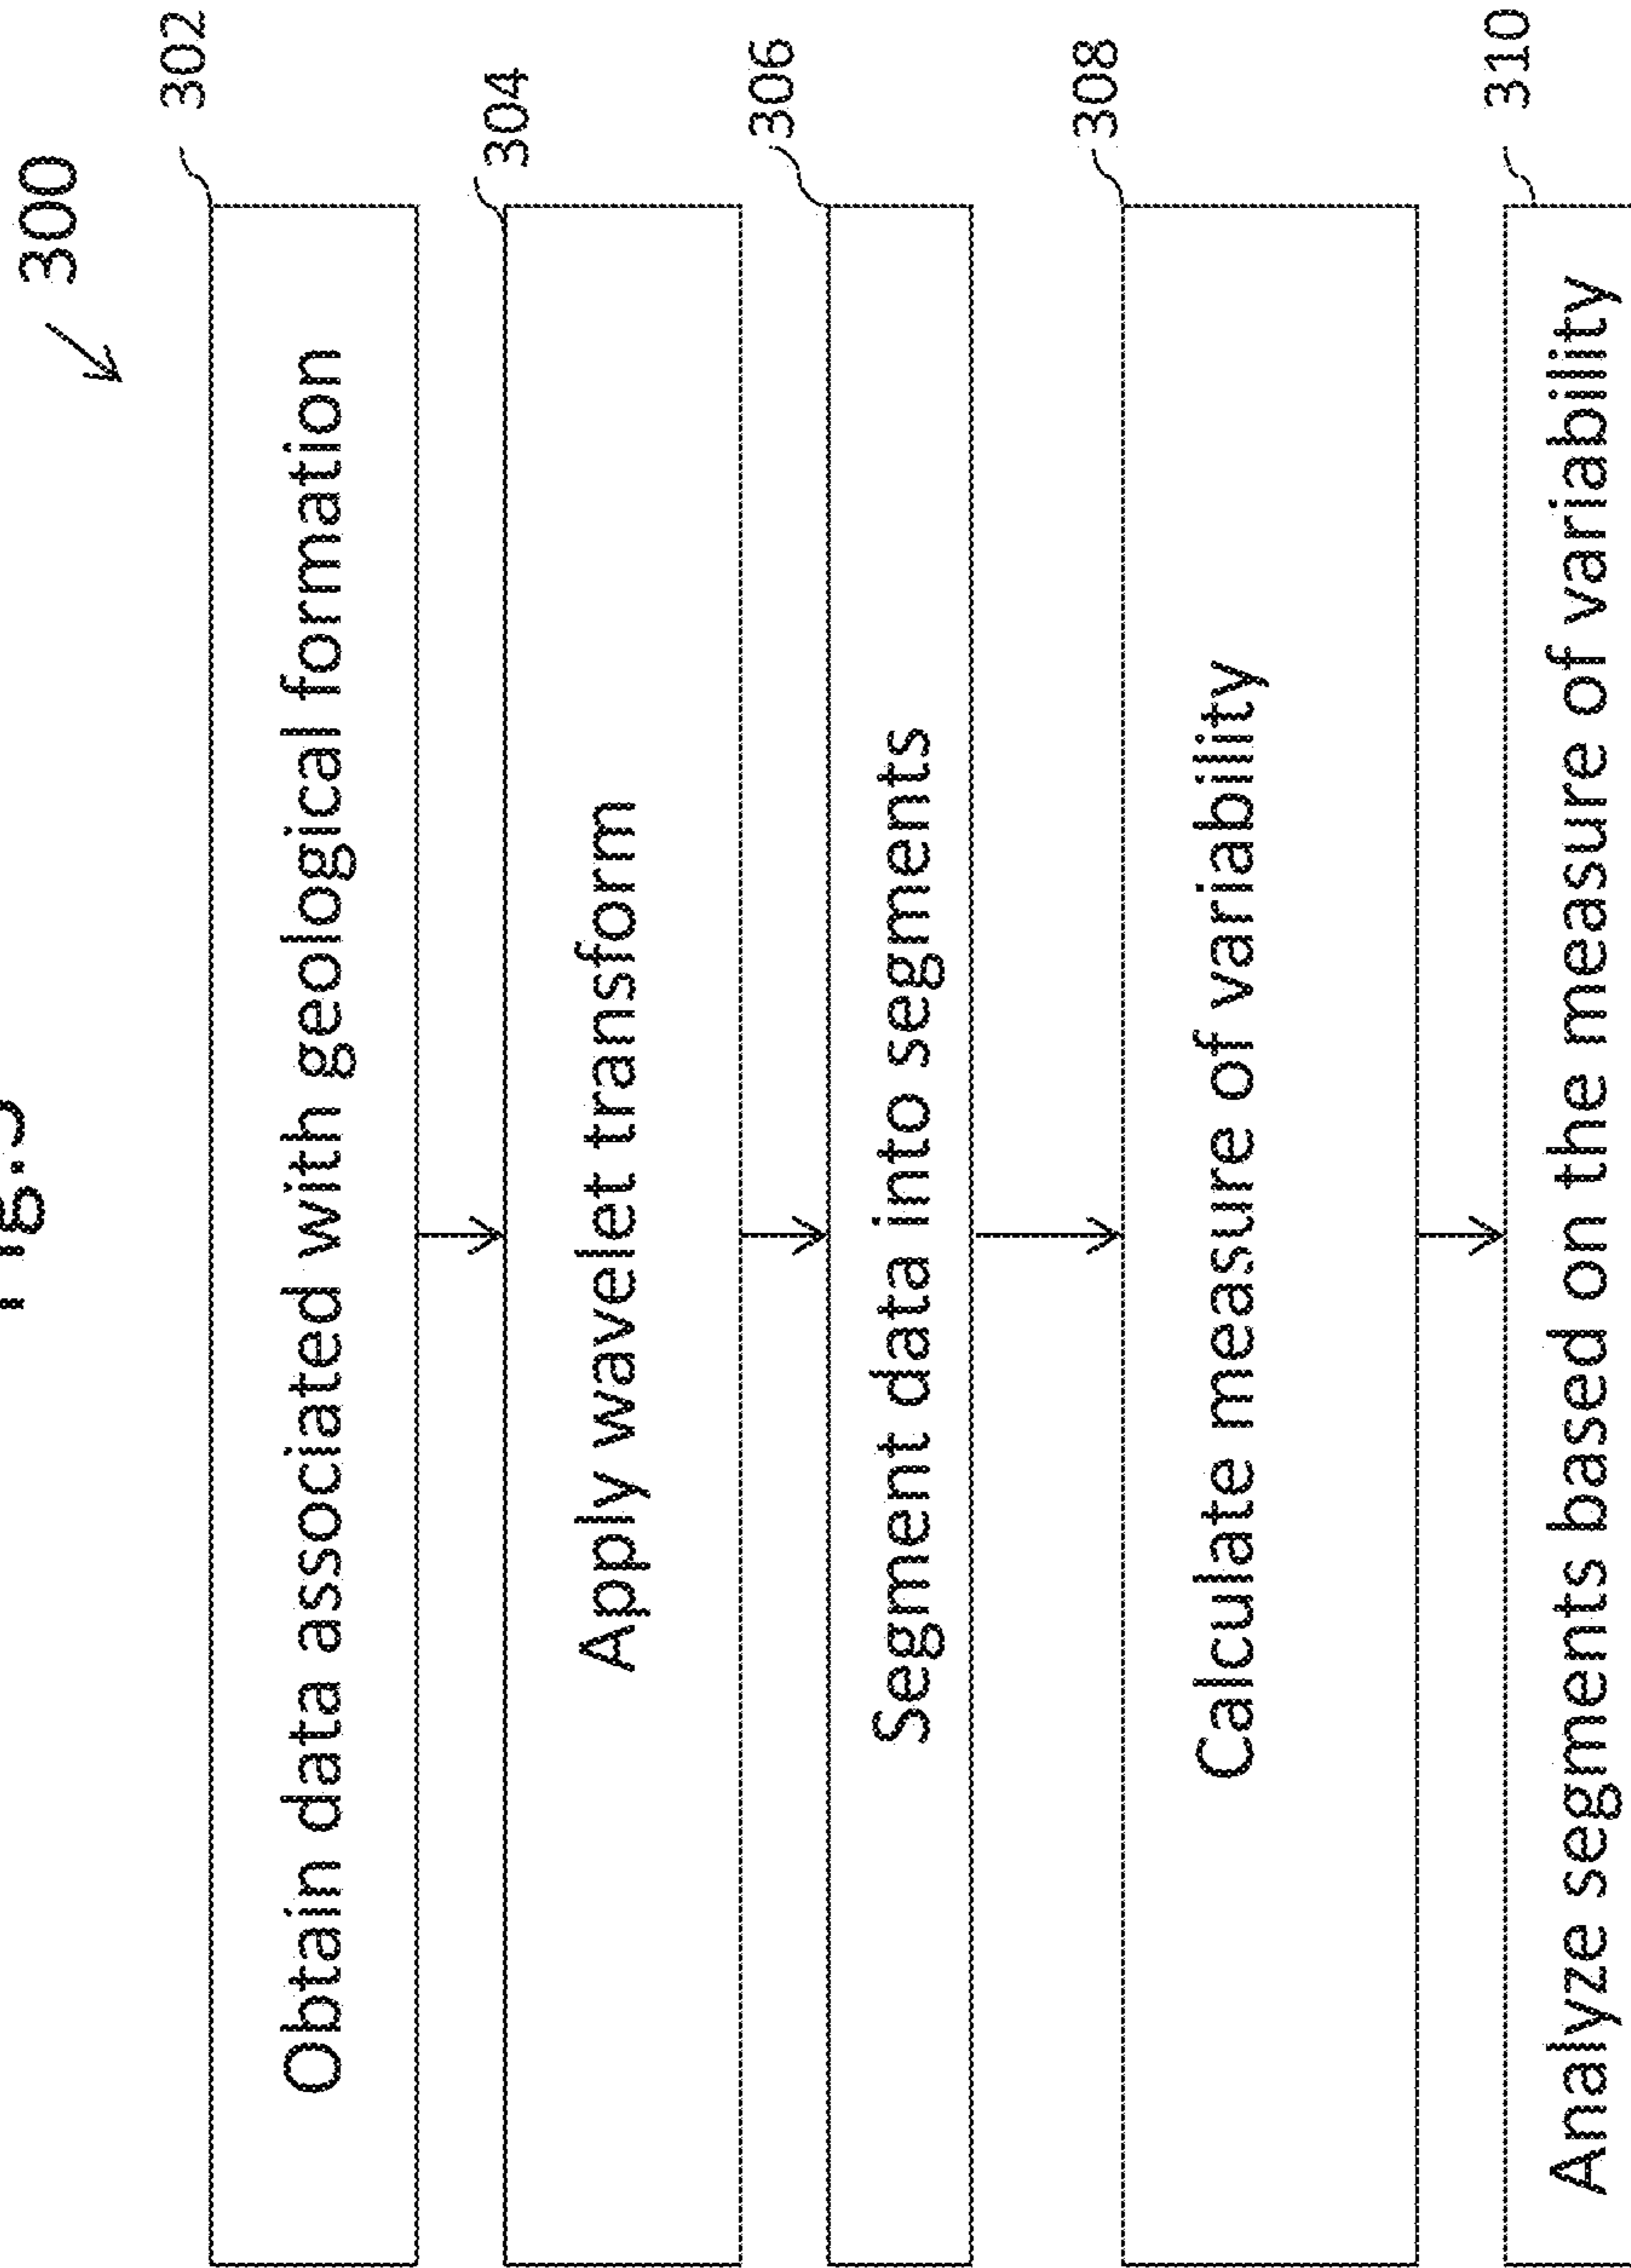 300
302
Obtain data associated with geological formation
304
Apply wavelet transform
306
Segment data into segments
308
Calculate measure of variability
310
Analyze segments based on the measure of variability